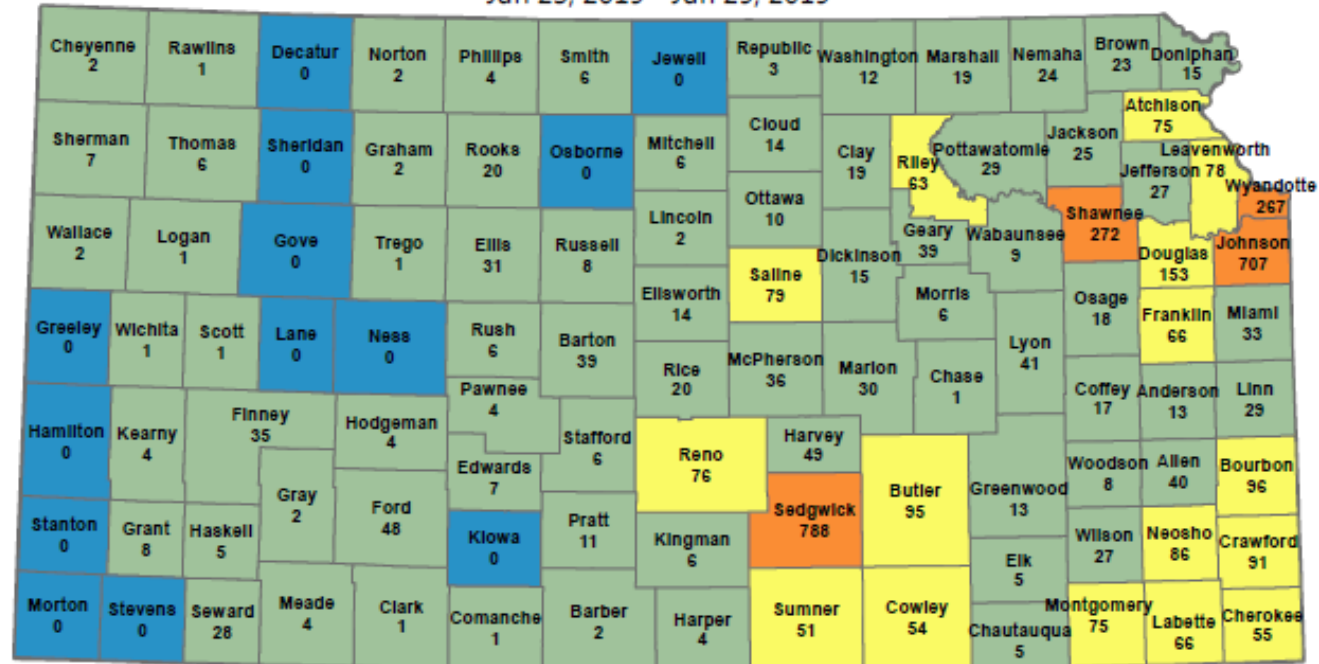 Jan 23, 2019 - Jan 29, 2019
Cheyenne
2
Rawlins
1
Decatur
0
Norton
2
Phillips
4
Smith
6
Jewell
0
Republic
3
Washington
12
Marshall
19
Nemaha
24
Brown
23
Doniphan
15
Atchison
75
Sherman
7
Thomas
6
Sheridan
0
Graham
2
Rooks
20
Osborne
0
Mitchell
6
Cloud
14
Clay
19
Riley
63
Pottawatomie
29
Jackson
25
Jefferson
27
Leavenworth
78
Wyandotte
267
Ottawa
10
Lincoln
2
Wallace
2
Logan
1
Gove
0
Trego
1
Ellis
31
Russell
8
Saline
79
Dickinson
15
Geary
39
Wabaunsee
9
Shawnee
272
Douglas
153
Johnson
707
Ellsworth
14
Morris
6
Osage
18
Franklin
66
Miami
33
Greeley
0
Wichita
1
Scott
1
Lane
0
Ness
0
Rush
6
Barton
39
Rice
20
McPherson
36
Marion
30
Chase
1
Lyon
41
Coffey
17
Anderson
13
Linn
29
Hamilton
0
Kearny
4
Finney
35
Hodgeman
4
Pawnee
4
Stafford
6
Edwards
7
Reno
76
Harvey
49
Butler
95
Greenwood
13
Woodson
8
Allen
40
Bourbon
96
Gray
2
Ford
48
Sedgwick
788
Stanton
0
Grant
8
Haskell
5
Kiowa
0
Pratt
11
Kingman
6
Elk
5
Wilson
27
Neosho
86
Crawford
91
Morton
0
Stevens
0
Seward
28
Meade
4
Clark
1
Comanche
1
Barber
2
Harper
4
Sumner
51
Cowley
54
Chautauqua
5
Montgomery
75
Labette
66
Cherokee
55